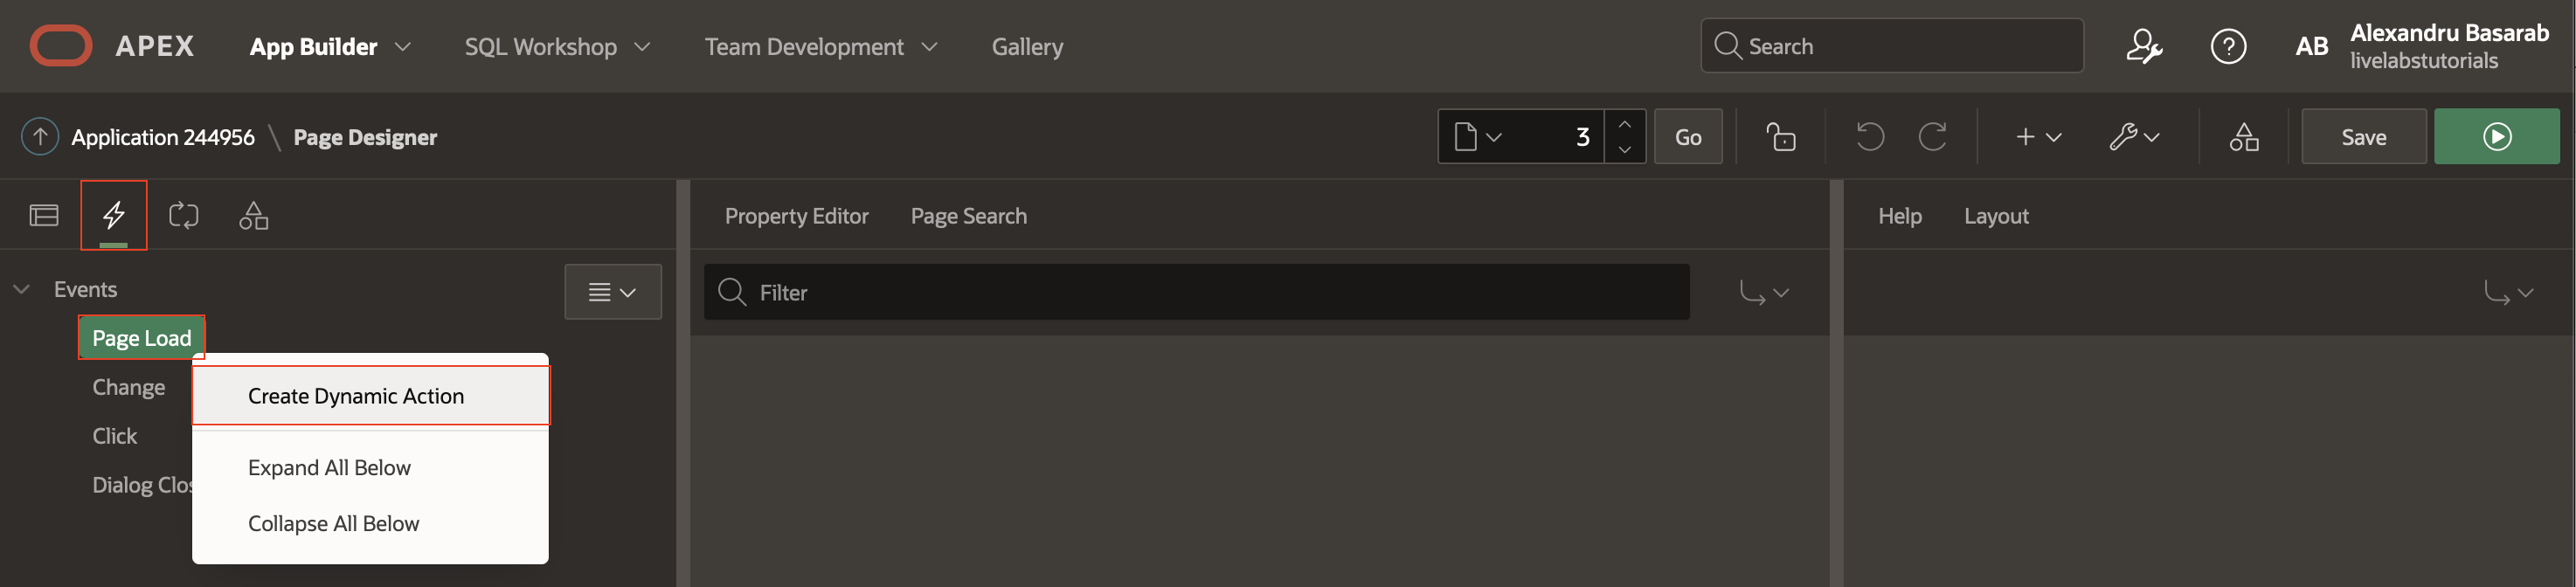 APEX App Builder SQL Workshop Team Development Gallery Search AB Alexandru Basarab
livelabstutorials
Application 244956 \ Page Designer 3 Go Save
Property Editor Page Search Help Layout
Events
Filter
Page Load
Change
Create Dynamic Action
Click
Expand All Below
Dialog Clos
Collapse All Below